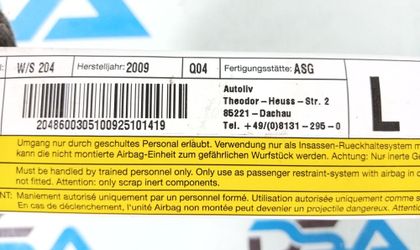 W/S 204 Herstelljahr: 2009 Q04 Fertigungsstätte: ASG
Autoliv
Theodor-Heuss-Str. 2
85221-Dachau
Tel. +49/(0)8131-295-0
L
2048600305100925101419
Umgang nur durch geschultes Personal erlaubt. Verwendung nur als Insassen-Rueckhaltesystem
kann die nicht montierte Airbag-Einheit zum gefährlichen Wurfstück werden. Achtung: Nur inerte
Must be handled by trained personnel only. Only use as passenger restraint-system with airbag in
not fitted. Attention: only scrap inert components.
NT: Maniement autorisé uniquement par un personnel formé. Utilisation autorisée uniquement comme
En cas de déclenchement, l'unité Airbag non montée peut devenir un projectile dangereux. Attention